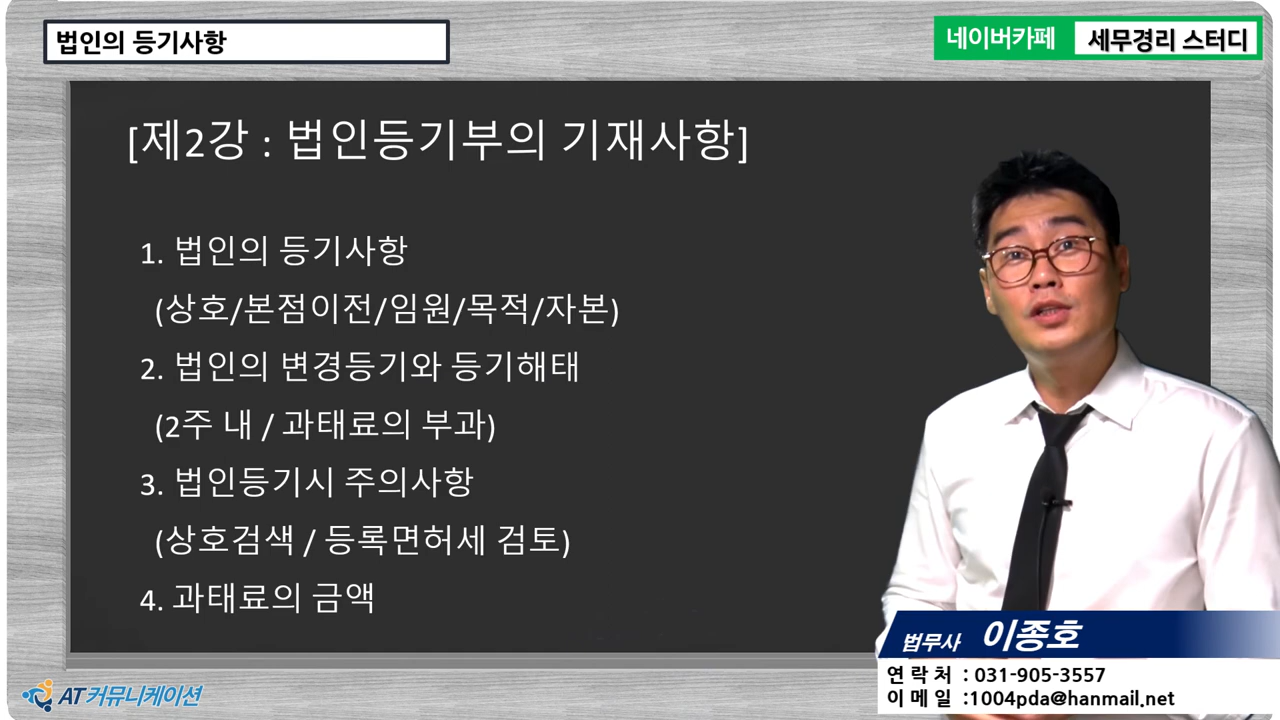 법인의 등기사항
네이버카페 세무경리 스터디
[제2강 : 법인등기부의 기재사항]
1. 법인의 등기사항
(상호/본점이전/임원/목적/자본)
2. 법인의 변경등기와 등기해태
(2주 내 / 과태료의 부과)
3. 법인등기시 주의사항
(상호검색 / 등록면허세 검토)
4. 과태료의 금액
법무사 이종호
연 락 처 : 031-905-3557
이 메 일 :1004pda@hanmail.net
AT커뮤니케이션